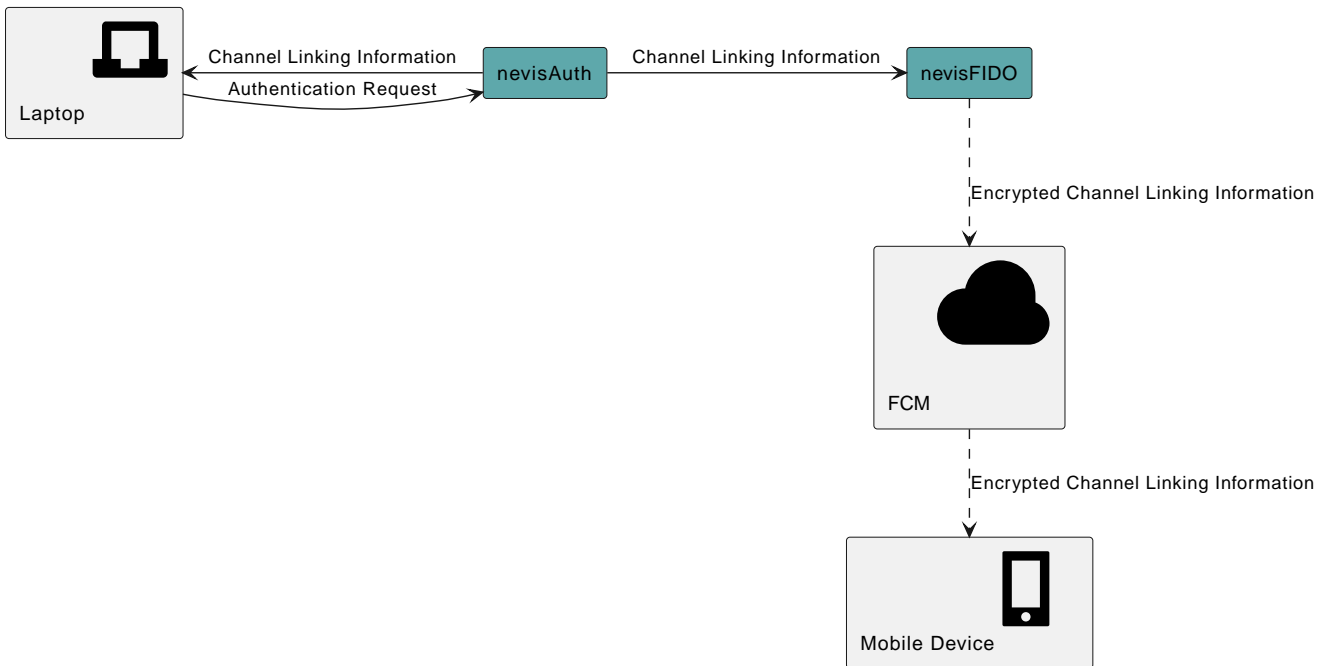 Laptop
Channel Linking Information
Authentication Request
nevisAuth
Channel Linking Information
nevisFIDO
Encrypted Channel Linking Information
FCM
Encrypted Channel Linking Information
Mobile Device